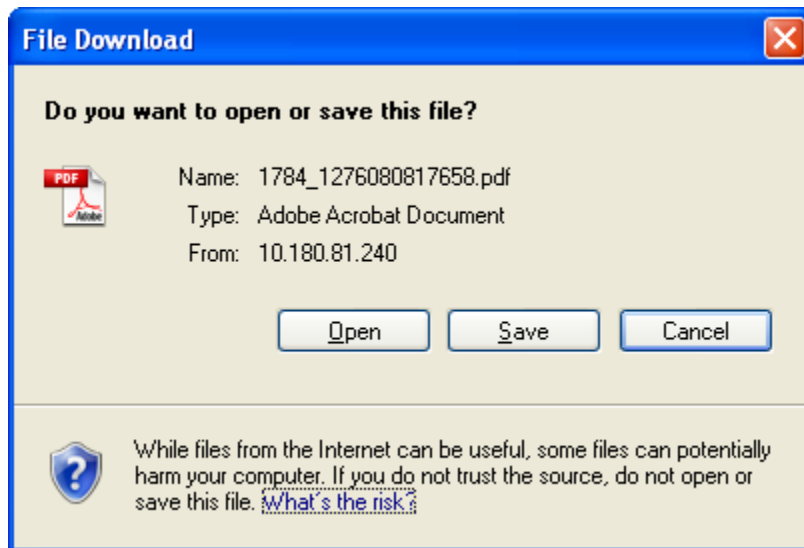 File Download
Do you want to open or save this file?
PDF
Adobe
Name: 1784_1276080817658.pdf
Type: Adobe Acrobat Document
From: 10.180.81.240
Open Save Cancel
While files from the Internet can be useful, some files can potentially
harm your computer. If you do not trust the source, do not open or
save this file. What's the risk?